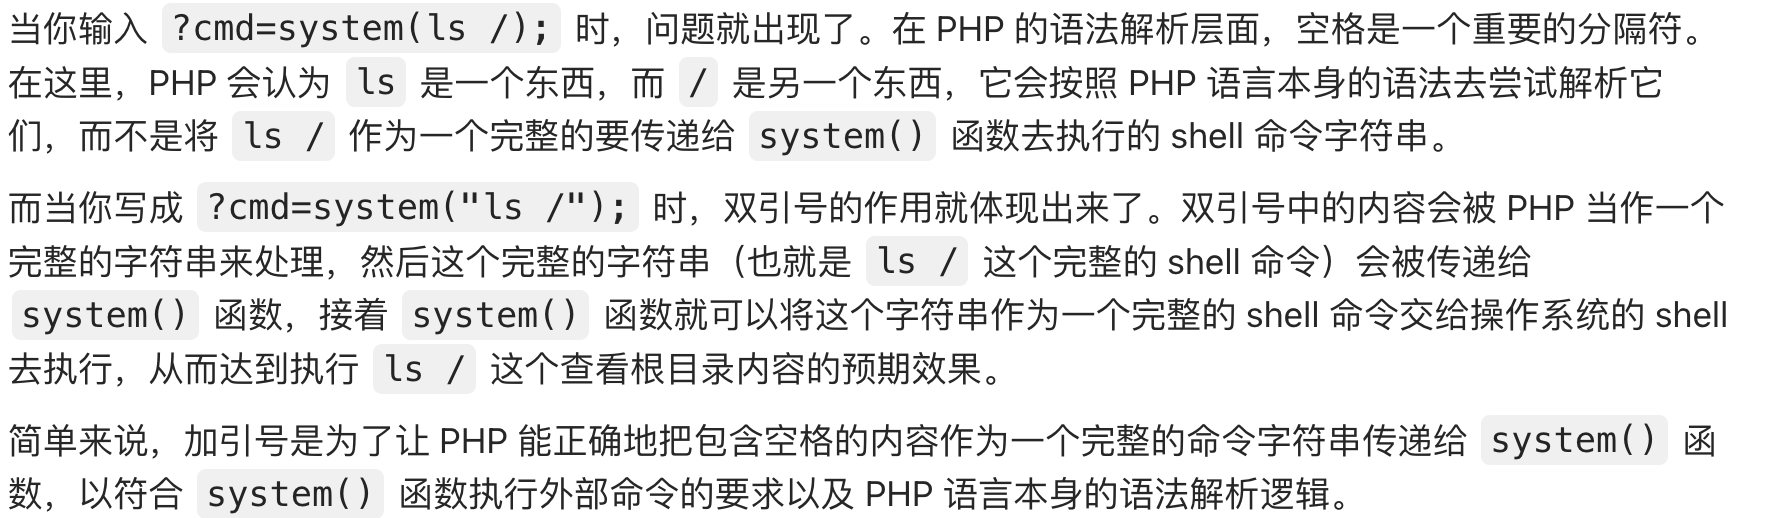 当你输入 ?cmd=system(ls /); 时，问题就出现了。在 PHP 的语法解析层面，空格是一个重要的分隔符。
在这里，PHP 会认为 ls 是一个东西，而 / 是另一个东西，它会按照 PHP 语言本身的语法去尝试解析它
们，而不是将 ls / 作为一个完整的要传递给 system() 函数去执行的 shell 命令字符串。
而当你写成 ?cmd=system("ls /"); 时，双引号的作用就体现出来了。双引号中的内容会被 PHP 当作一个
完整的字符串来处理，然后这个完整的字符串（也就是 ls / 这个完整的 shell 命令）会被传递给
system() 函数，接着 system() 函数就可以将这个字符串作为一个完整的 shell 命令交给操作系统的 shell
去执行，从而达到执行 ls / 这个查看根目录内容的预期效果。
简单来说，加引号是为了让 PHP 能正确地把包含空格的内容作为一个完整的命令字符串传递给 system() 函
数，以符合 system() 函数执行外部命令的要求以及 PHP 语言本身的语法解析逻辑。